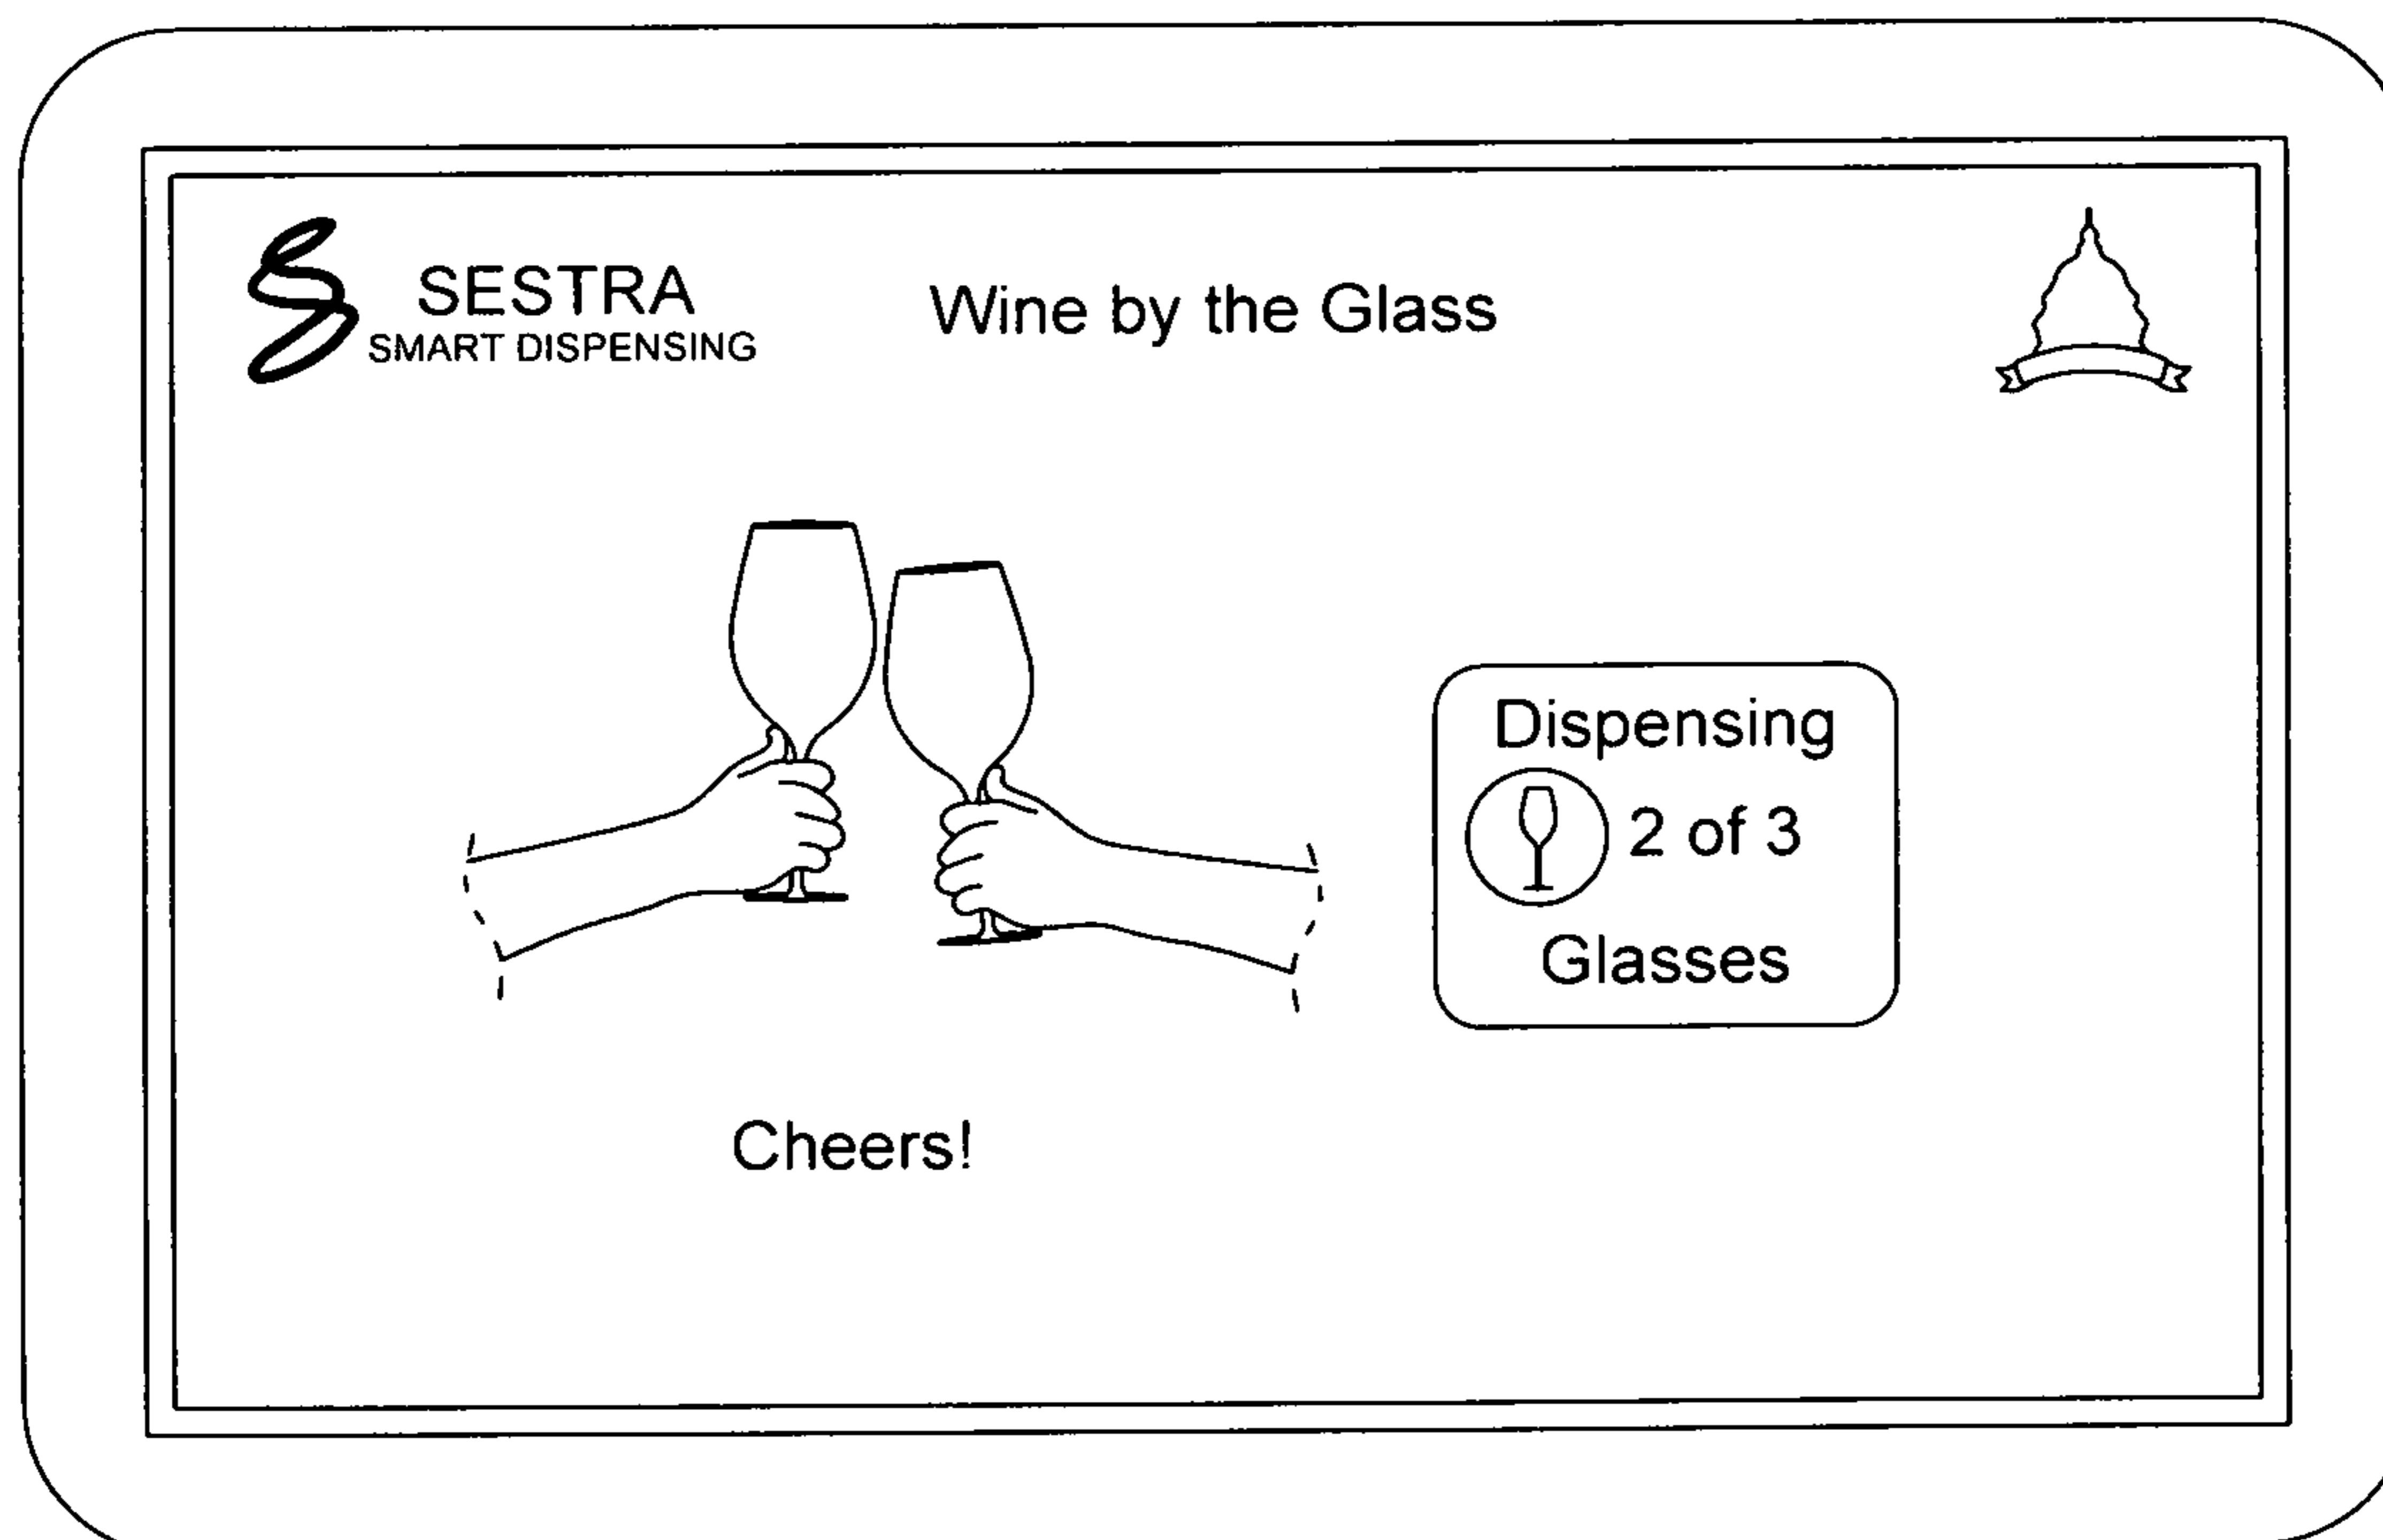 SESTRA
SMART DISPENSING
Wine by the Glass
Dispensing
2 of 3
Glasses
Cheers!